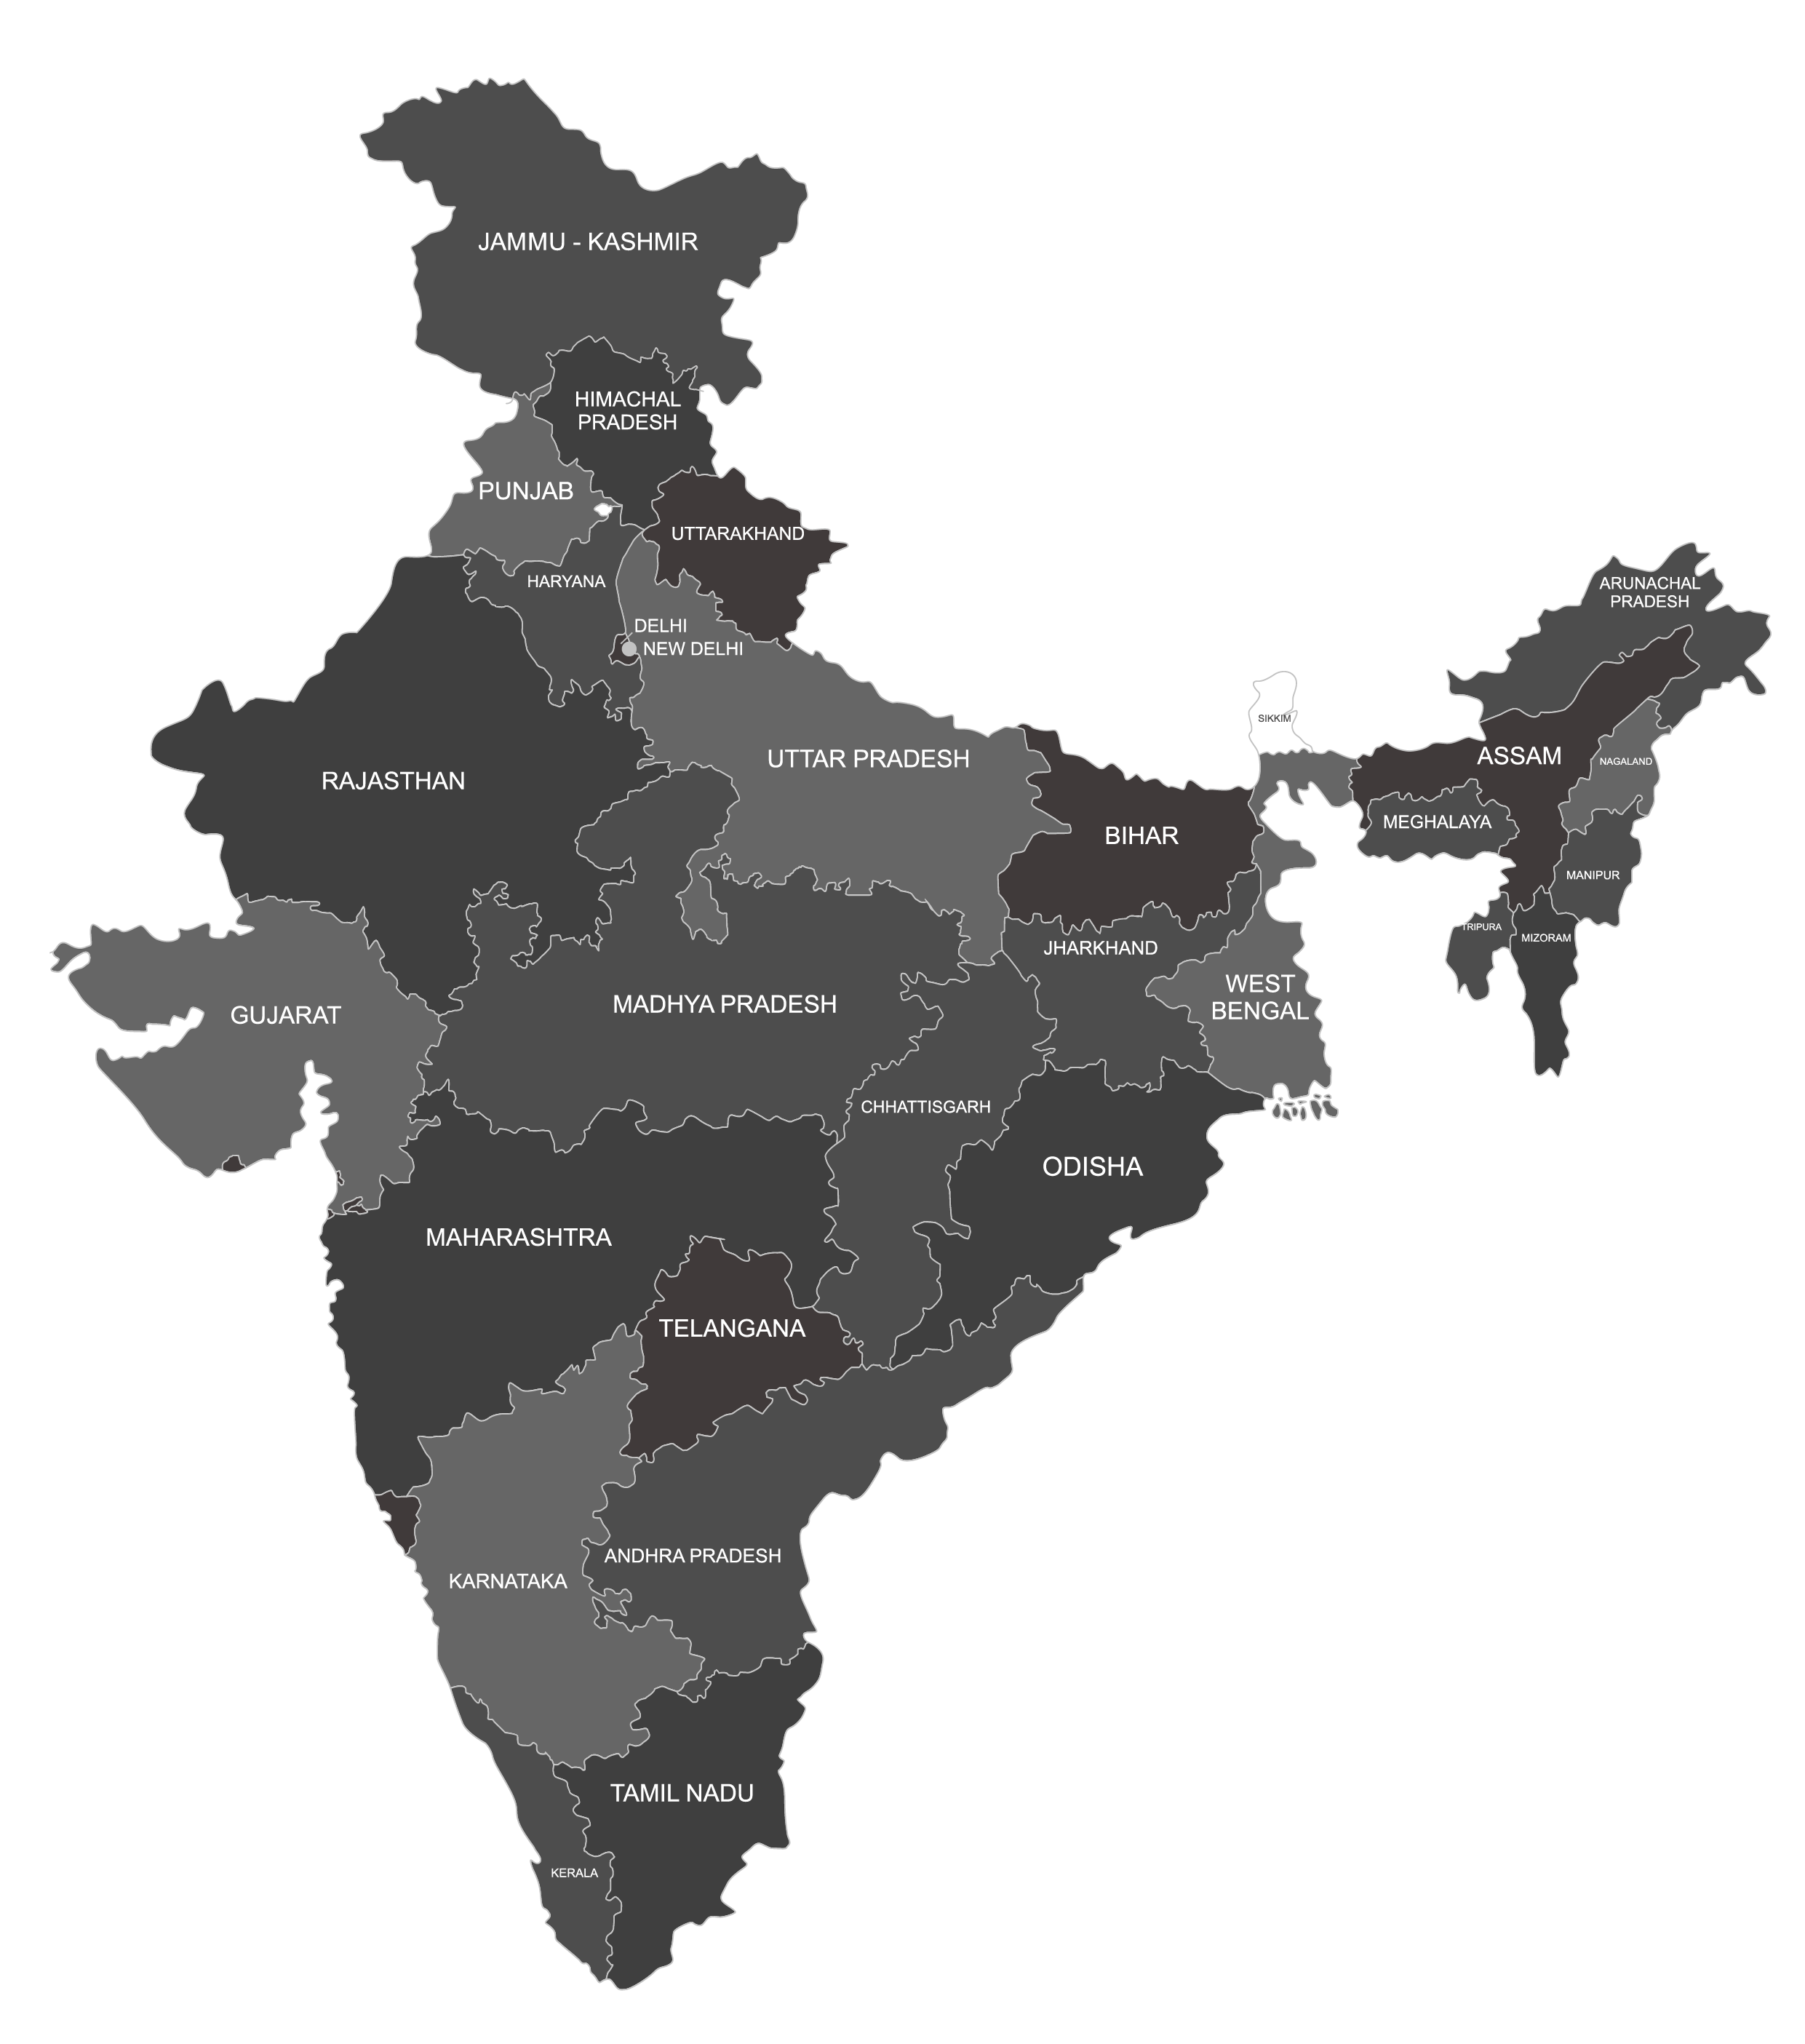 JAMMU - KASHMIR
HIMACHAL
PRADESH
PUNJAB
UTTARAKHAND
HARYANA
ARUNACHAL
PRADESH
DELHI
NEW DELHI
SIKKIM
UTTAR PRADESH
ASSAM
NAGALAND
RAJASTHAN
MEGHALAYA
BIHAR
MANIPUR
TRIPURA
MIZORAM
JHARKHAND
WEST
BENGAL
MADHYA PRADESH
GUJARAT
CHHATTISGARH
ODISHA
MAHARASHTRA
TELANGANA
ANDHRA PRADESH
KARNATAKA
TAMIL NADU
KERALA